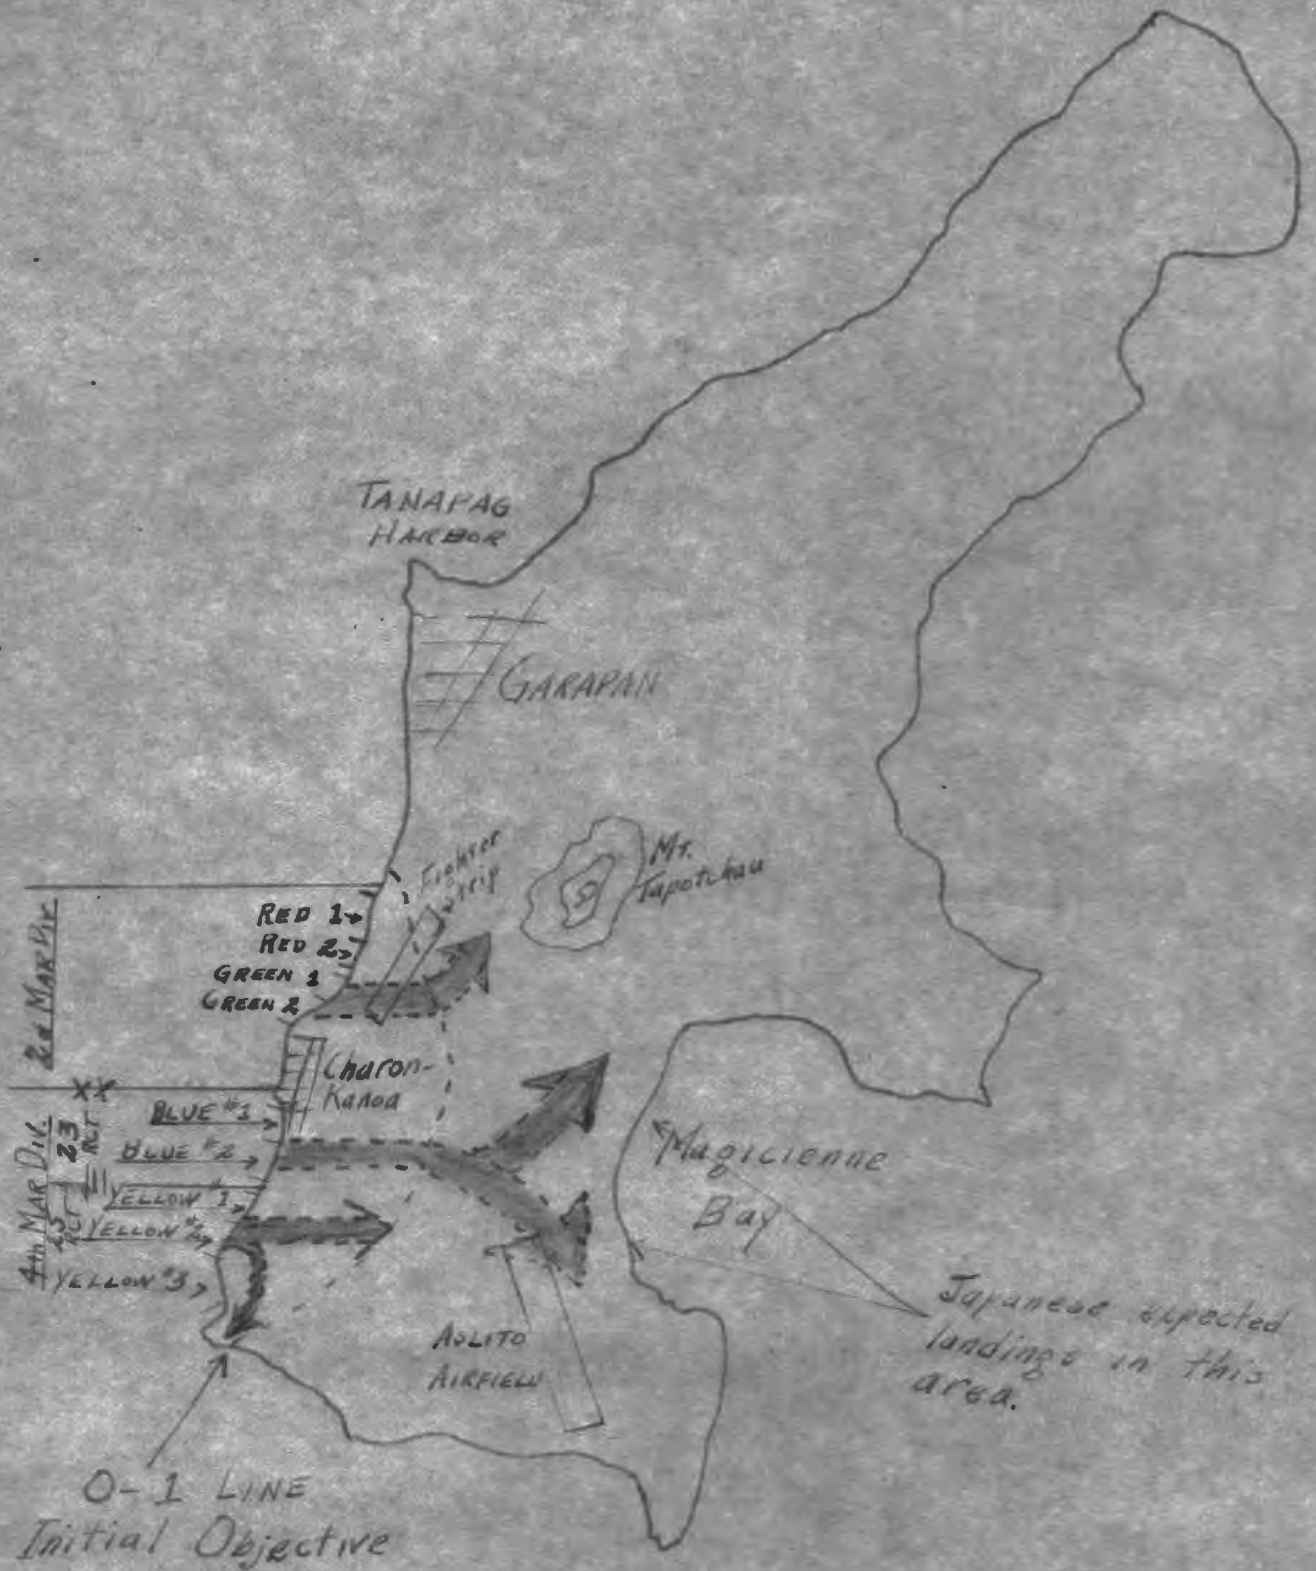 TANAPAG
HARBOR
GARAPAN
Fighter
Strip
Mt.
Tapotchau
RED 1
RED 2
GREEN 1
GREEN 2
2d MAR Div
Charon-
Kanoa
XX
BLUE #1
BLUE #2
YELLOW #1
YELLOW #2
YELLOW #3
4th MAR Div.
23
RCT
25
RCT
Magicienne
Bay
Japanese expected
landings in this
area.
ASLITO
AIRFIELD
O-1 LINE
Initial Objective